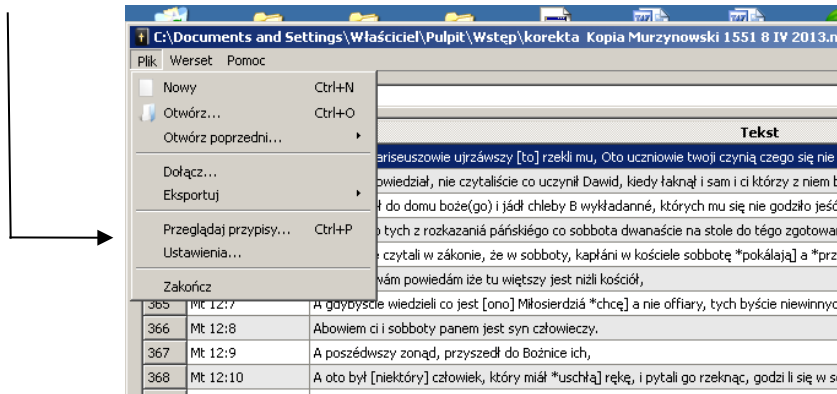 C:\Documents and Settings\Właściciel\Pulpit\Wstęp\korekta Kopia Murzynowski 1551 8 IV 2013.
Plik Werset Pomoc
Nowy Ctrl+N
Otwórz... Ctrl+O
Otwórz poprzedni...
Tekst
ariseuszowie ujrzáwszy [to] rzekli mu, Oto uczniowie twoji czynią czego się nie
Dołącz...
owiedział, nie czytaliście co uczynił Dawid, kiedy łaknął i sam i ci którzy z niem
Eksportuj
ł do domu boże(go) i jádł chleby B wykładanné, których mu się nie godziło jeść
Przeglądaj przypisy... Ctrl+P
o tych z rozkazaniá páńskiégo co sobbota dwanaście na stole do tégo zgotowa
Ustawienia...
e czytali w zákonie, że w sobboty, kapłáni w kościele sobbotę *pokálają] a *prz
wám powiedám iże tu więtszy jest niżli kościół,
Zakończ
365 Mt 12:7 A gdybyście wiedzieli co jest [ono] Miłosierdziá *chcę] a nie offiary, tych byście niewinny
366 Mt 12:8 Abowiem ci i sobboty panem jest syn człowieczy.
367 Mt 12:9 A poszédwszy zonąd, przyszedł do Bożnice ich,
368 Mt 12:10 A oto był [niektóry] człowiek, który miáł *uschłą] rękę, i pytali go rzeknąc, godzi li się w